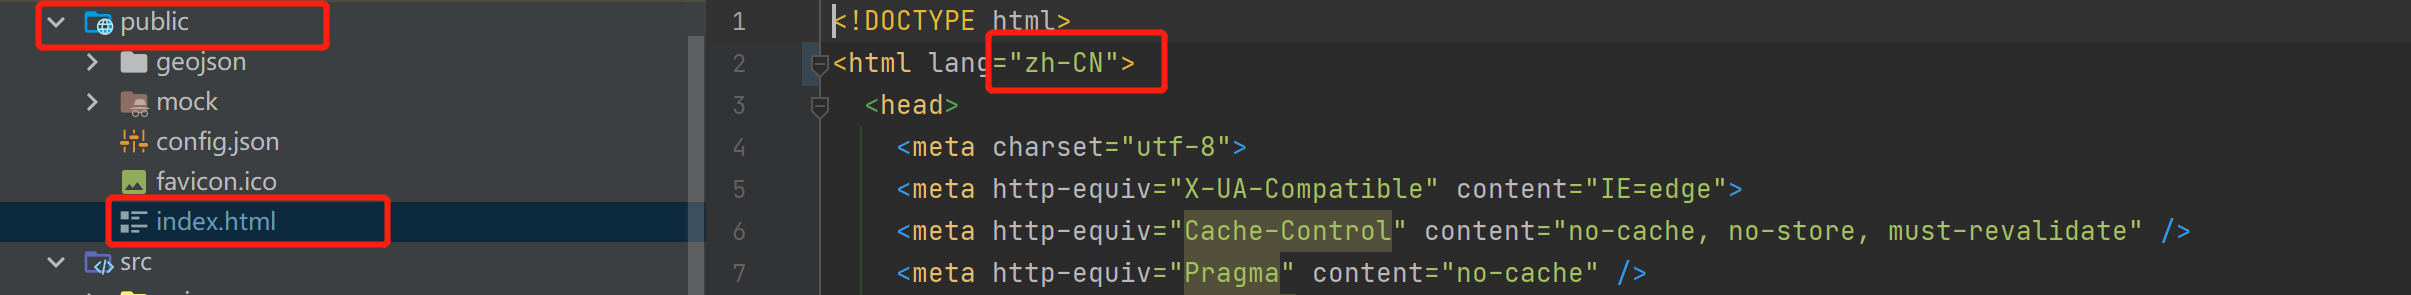 public
geojson
mock
config.json
favicon.ico
index.html
src
1 <!DOCTYPE html>
2 <html lang="zh-CN">
3 <head>
4 <meta charset="utf-8">
5 <meta http-equiv="X-UA-Compatible" content="IE=edge">
6 <meta http-equiv="Cache-Control" content="no-cache, no-store, must-revalidate" />
7 <meta http-equiv="Pragma" content="no-cache" />